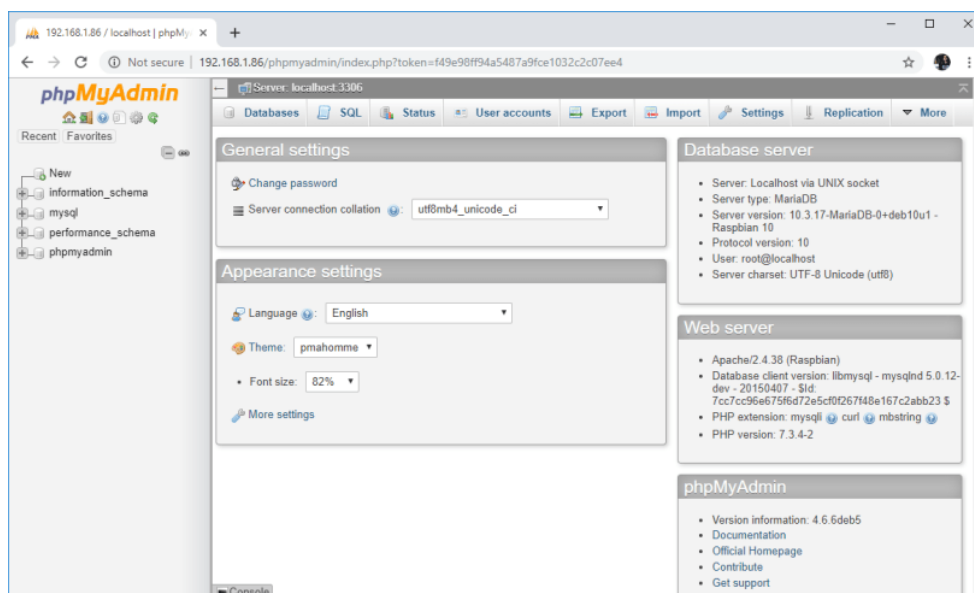 192.168.1.86 / localhost | phpMy
Not secure | 192.168.1.86/phpmyadmin/index.php?token=f49e98ff94a5487a9fce1032c2c07ee4
phpMyAdmin
Recent Favorites
New
information_schema
mysql
performance_schema
phpmyadmin
Server: localhost:3306
Databases SQL Status User accounts Export Import Settings Replication More
General settings
Change password
Server connection collation : utf8mb4_unicode_ci
Appearance settings
Language : English
Theme: pmahomme
• Font size: 82%
More settings
Console
Database server
• Server: Localhost via UNIX socket
• Server type: MariaDB
• Server version: 10.3.17-MariaDB-0+deb10u1 -
Raspbian 10
• Protocol version: 10
• User: root@localhost
• Server charset: UTF-8 Unicode (utf8)
Web server
• Apache/2.4.38 (Raspbian)
• Database client version: libmysql - mysqlnd 5.0.12-
dev - 20150407 - $Id:
7cc7cc96e675f6d72e5cf0f267f48e167c2abb23 $
• PHP extension: mysqli curl mbstring
• PHP version: 7.3.4-2
phpMyAdmin
• Version information: 4.6.6deb5
• Documentation
• Official Homepage
• Contribute
• Get support